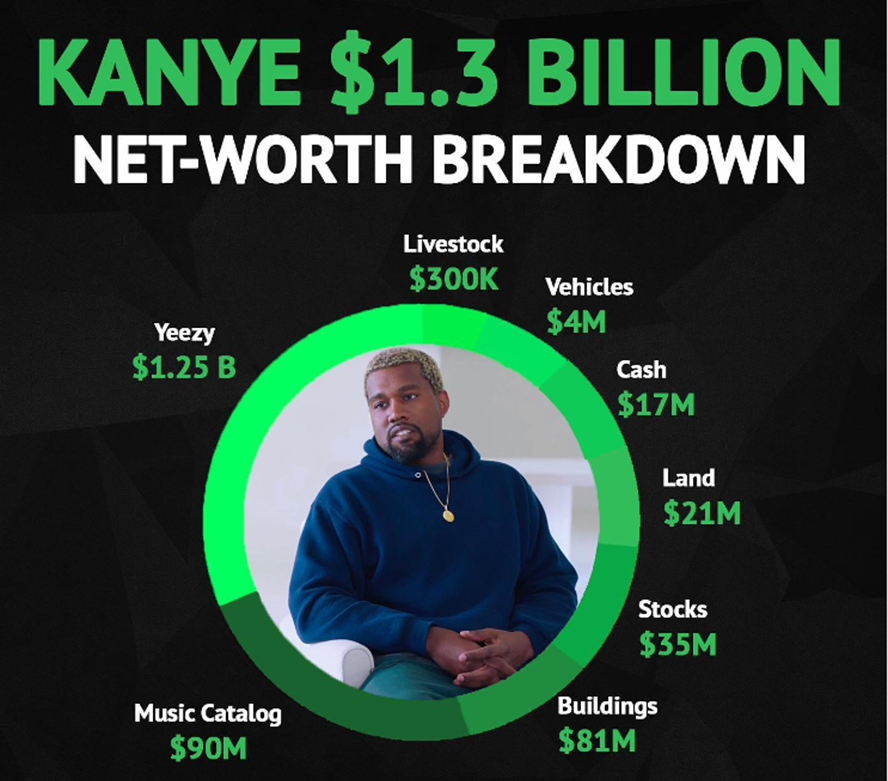 KANYE $1.3 BILLION
NET-WORTH BREAKDOWN
Livestock
$300K
Vehicles
$4M
Yeezy
$1.25 B
Cash
$17M
Land
$21M
Stocks
$35M
Music Catalog
$90M
Buildings
$81M